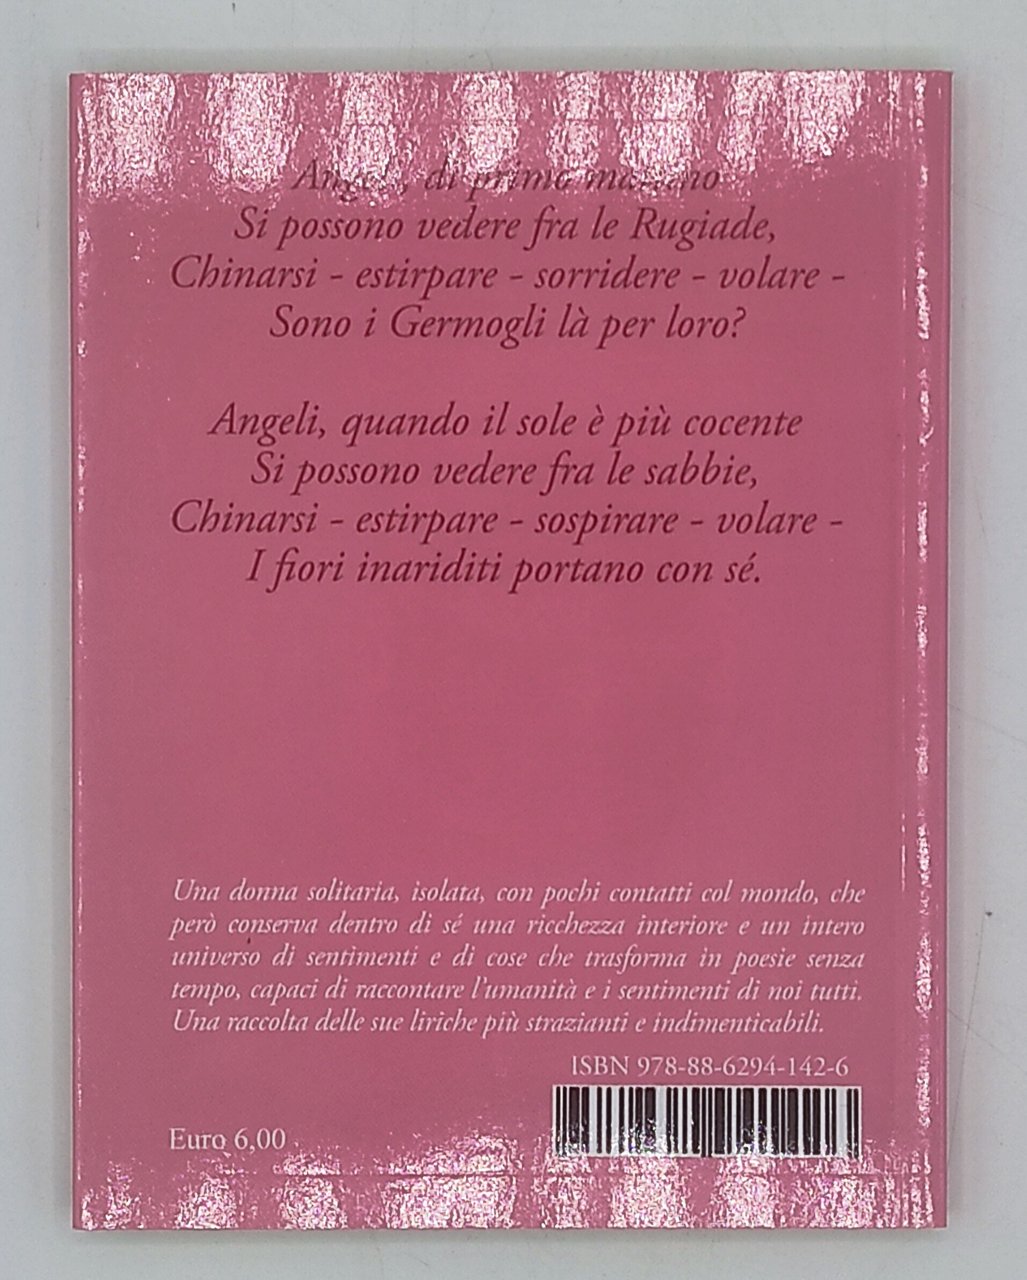 Angeli, di primo mattino
Si possono vedere fra le Rugiade,
Chinarsi - estirpare - sorridere - volare -
Sono i Germogli là per loro?
Angeli, quando il sole è più cocente
Si possono vedere fra le sabbie,
Chinarsi - estirpare - sospirare - volare -
I fiori inariditi portano con sé.
Una donna solitaria, isolata, con pochi contatti col mondo, che
però conserva dentro di sé una ricchezza interiore e un intero
universo di sentimenti e di cose che trasforma in poesie senza
tempo, capaci di raccontare l'umanità e i sentimenti di noi tutti.
Una raccolta delle sue liriche più strazianti e indimenticabili.
ISBN 978-88-6294-142-6
Euro 6,00